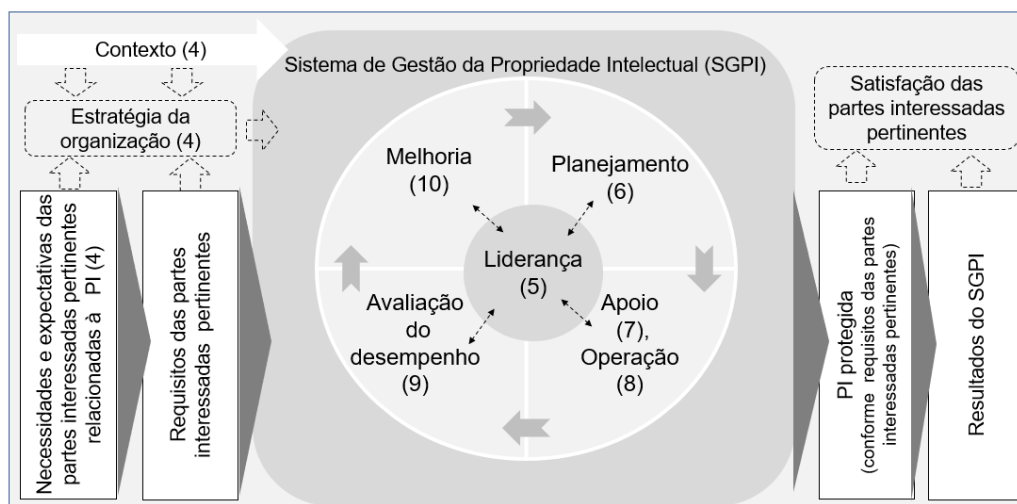 Contexto (4)
Estratégia da
organização (4)
Necessidades e expectativas das
partes interessadas pertinentes
relacionadas à PI (4)
Requisitos das partes
interessadas pertinentes
Sistema de Gestão da Propriedade Intelectual (SGPI)
Melhoria
(10)
Planejamento
(6)
Liderança
(5)
Avaliação
do
desempenho
(9)
Apoio
(7),
Operação
(8)
Satisfação das
partes interessadas
pertinentes
PI protegida
(conforme requisitos das partes
interessadas pertinentes)
Resultados do SGPI